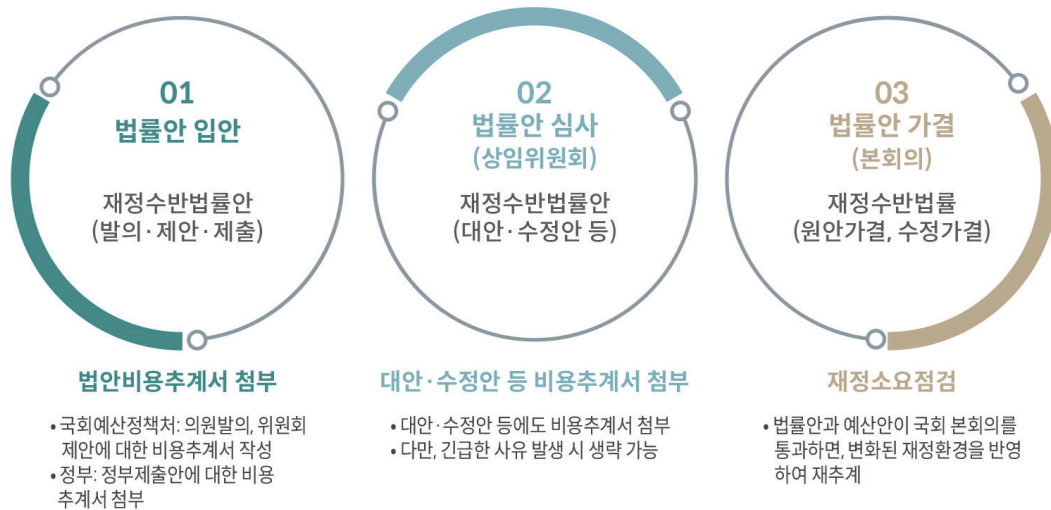 01
법률안 입안
재정수반법률안
(발의·제안·제출)
법안비용추계서 첨부
• 국회예산정책처: 의원발의, 위원회
제안에 대한 비용추계서 작성
• 정부: 정부제출안에 대한 비용
추계서 첨부
02
법률안 심사
(상임위원회)
재정수반법률안
(대안·수정안 등)
대안·수정안 등 비용추계서 첨부
• 대안·수정안 등에도 비용추계서 첨부
• 다만, 긴급한 사유 발생 시 생략 가능
03
법률안 가결
(본회의)
재정수반법률
(원안가결, 수정가결)
재정소요점검
• 법률안과 예산안이 국회 본회의를
통과하면, 변화된 재정환경을 반영
하여 재추계